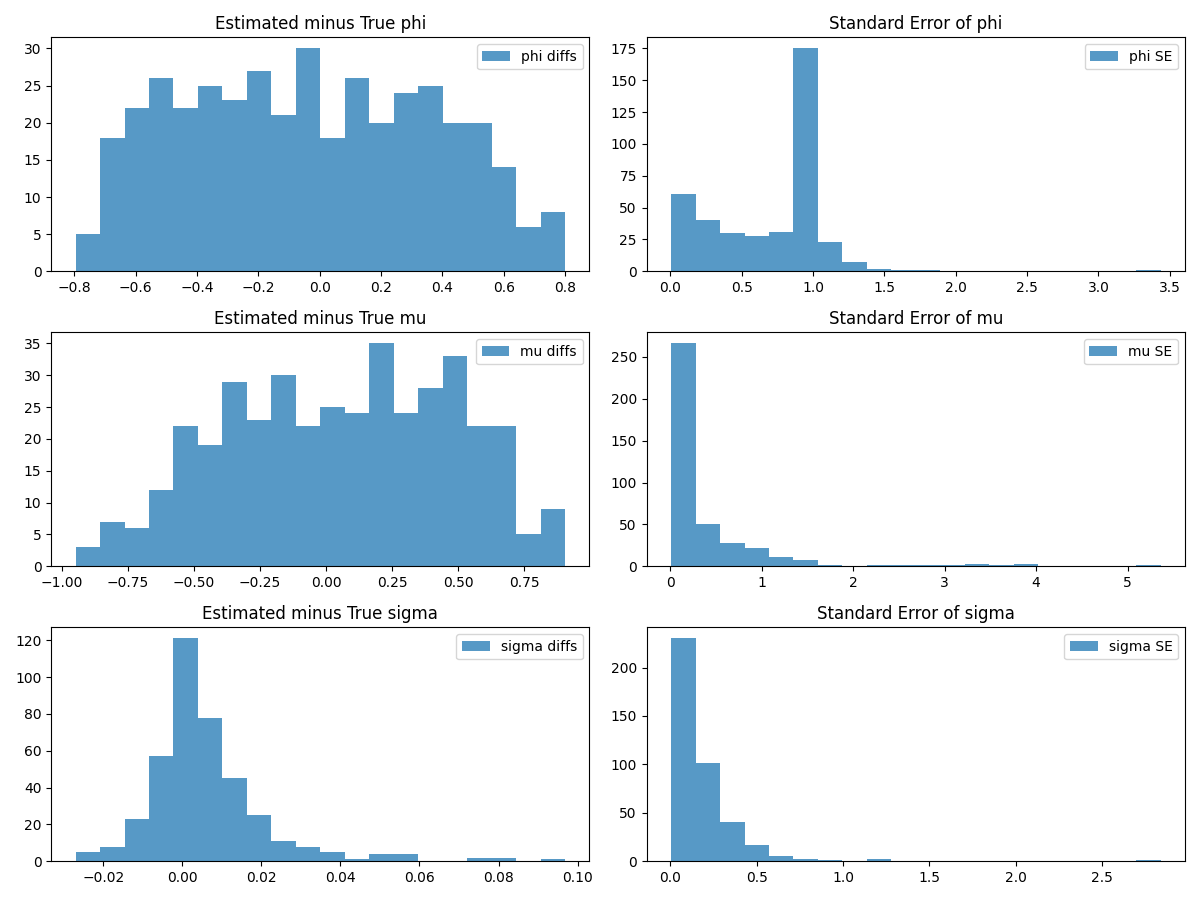 Estimated minus True phi
30
25
20
15
10
5
0
phi diffs
−0.8 −0.6 −0.4 −0.2 0.0 0.2 0.4 0.6 0.8
Standard Error of phi
175
150
125
100
75
50
25
0
phi SE
0.0 0.5 1.0 1.5 2.0 2.5 3.0 3.5
Estimated minus True mu
35
30
25
20
15
10
5
0
mu diffs
−1.00 −0.75 −0.50 −0.25 0.00 0.25 0.50 0.75
Standard Error of mu
250
200
150
100
50
0
mu SE
0 1 2 3 4 5
Estimated minus True sigma
120
100
80
60
40
20
0
sigma diffs
−0.02 0.00 0.02 0.04 0.06 0.08 0.10
Standard Error of sigma
200
150
100
50
0
sigma SE
0.0 0.5 1.0 1.5 2.0 2.5